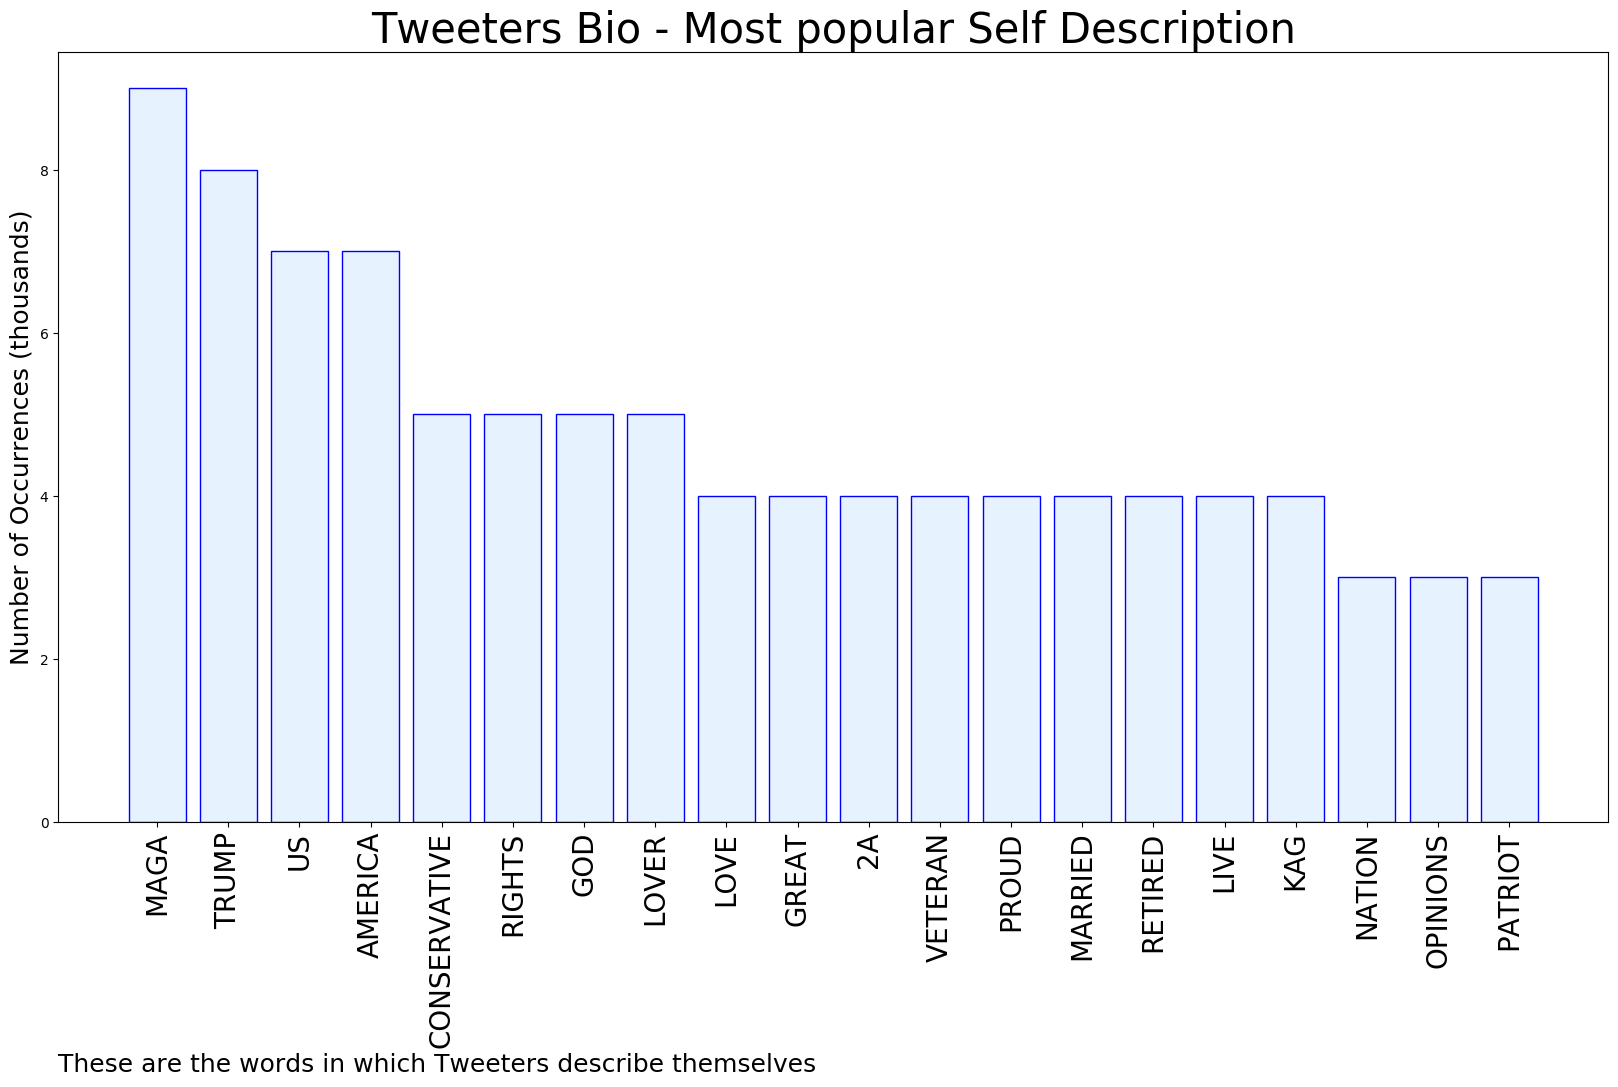 Tweeters Bio - Most popular Self Description
Number of Occurrences (thousands)
8
6
4
2
0
MAGA
TRUMP
US
AMERICA
CONSERVATIVE
RIGHTS
GOD
LOVER
LOVE
GREAT
2A
VETERAN
PROUD
MARRIED
RETIRED
LIVE
KAG
NATION
OPINIONS
PATRIOT
These are the words in which Tweeters describe themselves